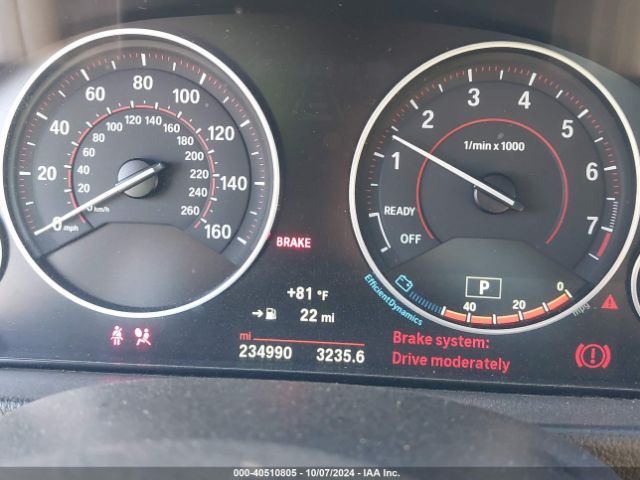 0 20 40 60 80 100 120 140 160
mph
20 40 60 80 100 120 140 160 180 200 220 240 260
km/h
1 2 3 4 5 6 7
1/min x 1000
READY
OFF
BRAKE
+81 °F
22 mi
mi
234990 3235.6
P
40 20 0
mpg
EfficientDynamics
Brake system:
Drive moderately
000-40510805 - 10/07/2024 - IAA Inc.